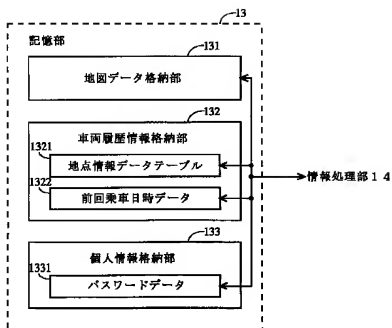 13
記憶部
131
地図データ格納部
132
車両履歴情報格納部
1321
地点情報データテーブル
1322
前回乗車日時データ
情報処理部14
133
個人情報格納部
1331
パスワードデータ